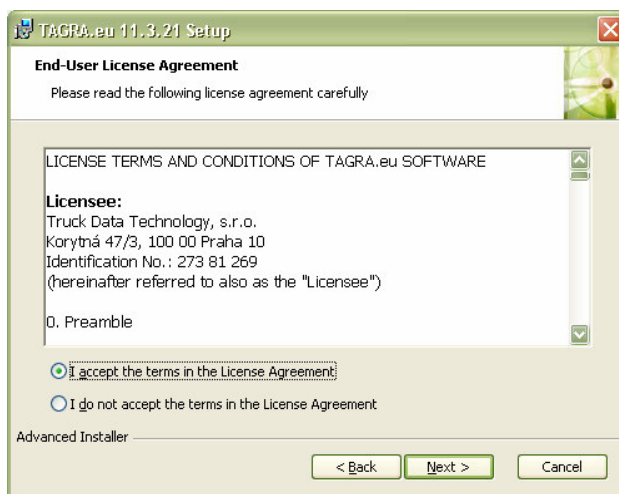 TAGRA.eu 11.3.21 Setup
End-User License Agreement
Please read the following license agreement carefully
LICENSE TERMS AND CONDITIONS OF TAGRA.eu SOFTWARE
Licensee:
Truck Data Technology, s.r.o.
Korytná 47/3, 100 00 Praha 10
Identification No.: 273 81 269
(hereinafter referred to also as the "Licensee")
0. Preamble
I accept the terms in the License Agreement
I do not accept the terms in the License Agreement
Advanced Installer
< Back Next > Cancel